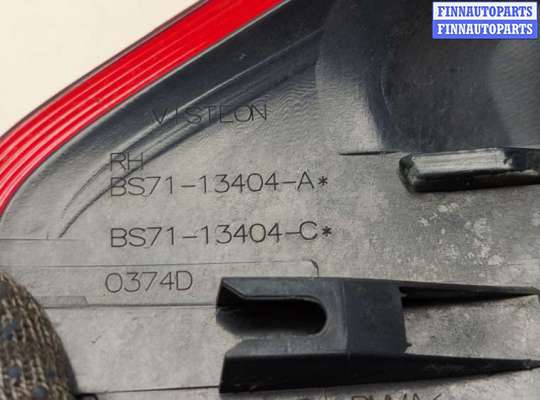 FINNAUTOPARTS
FINNAUTOPARTS
VISTEON
RH
BS71-13404-A*
BS71-13404-C*
0374D